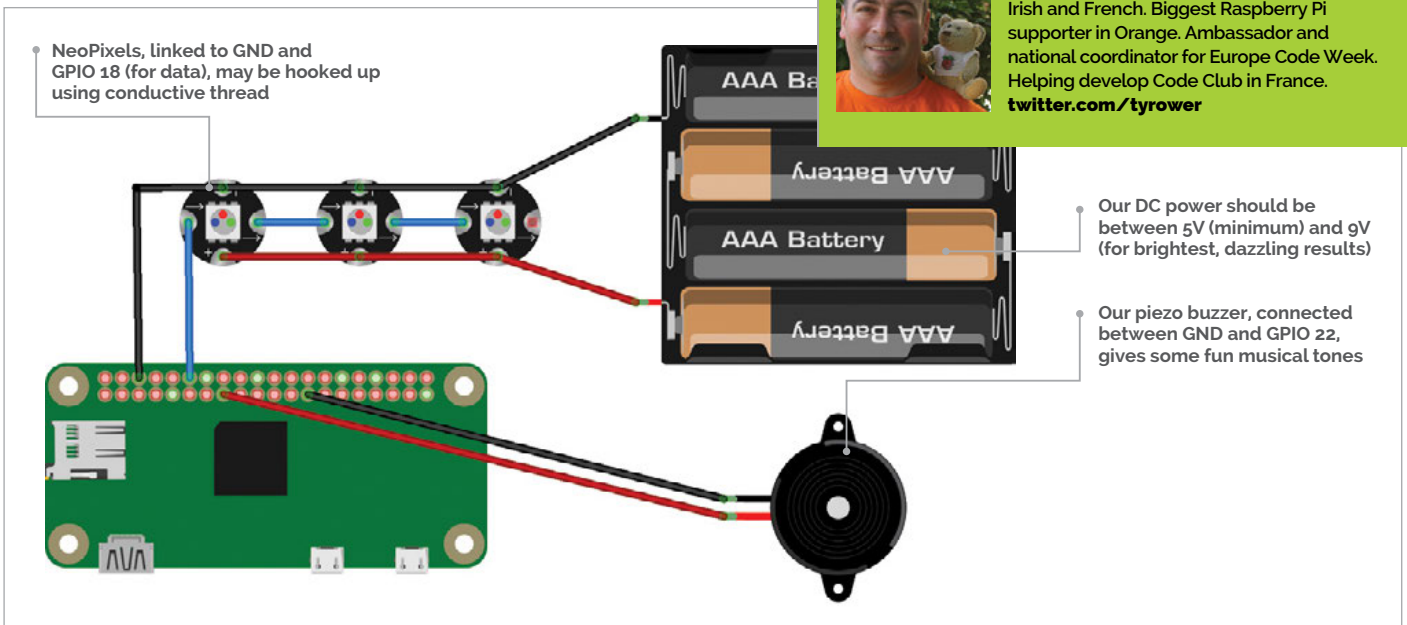 Irish and French. Biggest Raspberry Pi
supporter in Orange. Ambassador and
national coordinator for Europe Code Week.
Helping develop Code Club in France.
twitter.com/tyrower
NeoPixels, linked to GND and
GPIO 18 (for data), may be hooked up
using conductive thread
AAA Ba
AAA Battery
AAA Battery
AAA Battery
Our DC power should be
between 5V (minimum) and 9V
(for brightest, dazzling results)
Our piezo buzzer, connected
between GND and GPIO 22,
gives some fun musical tones